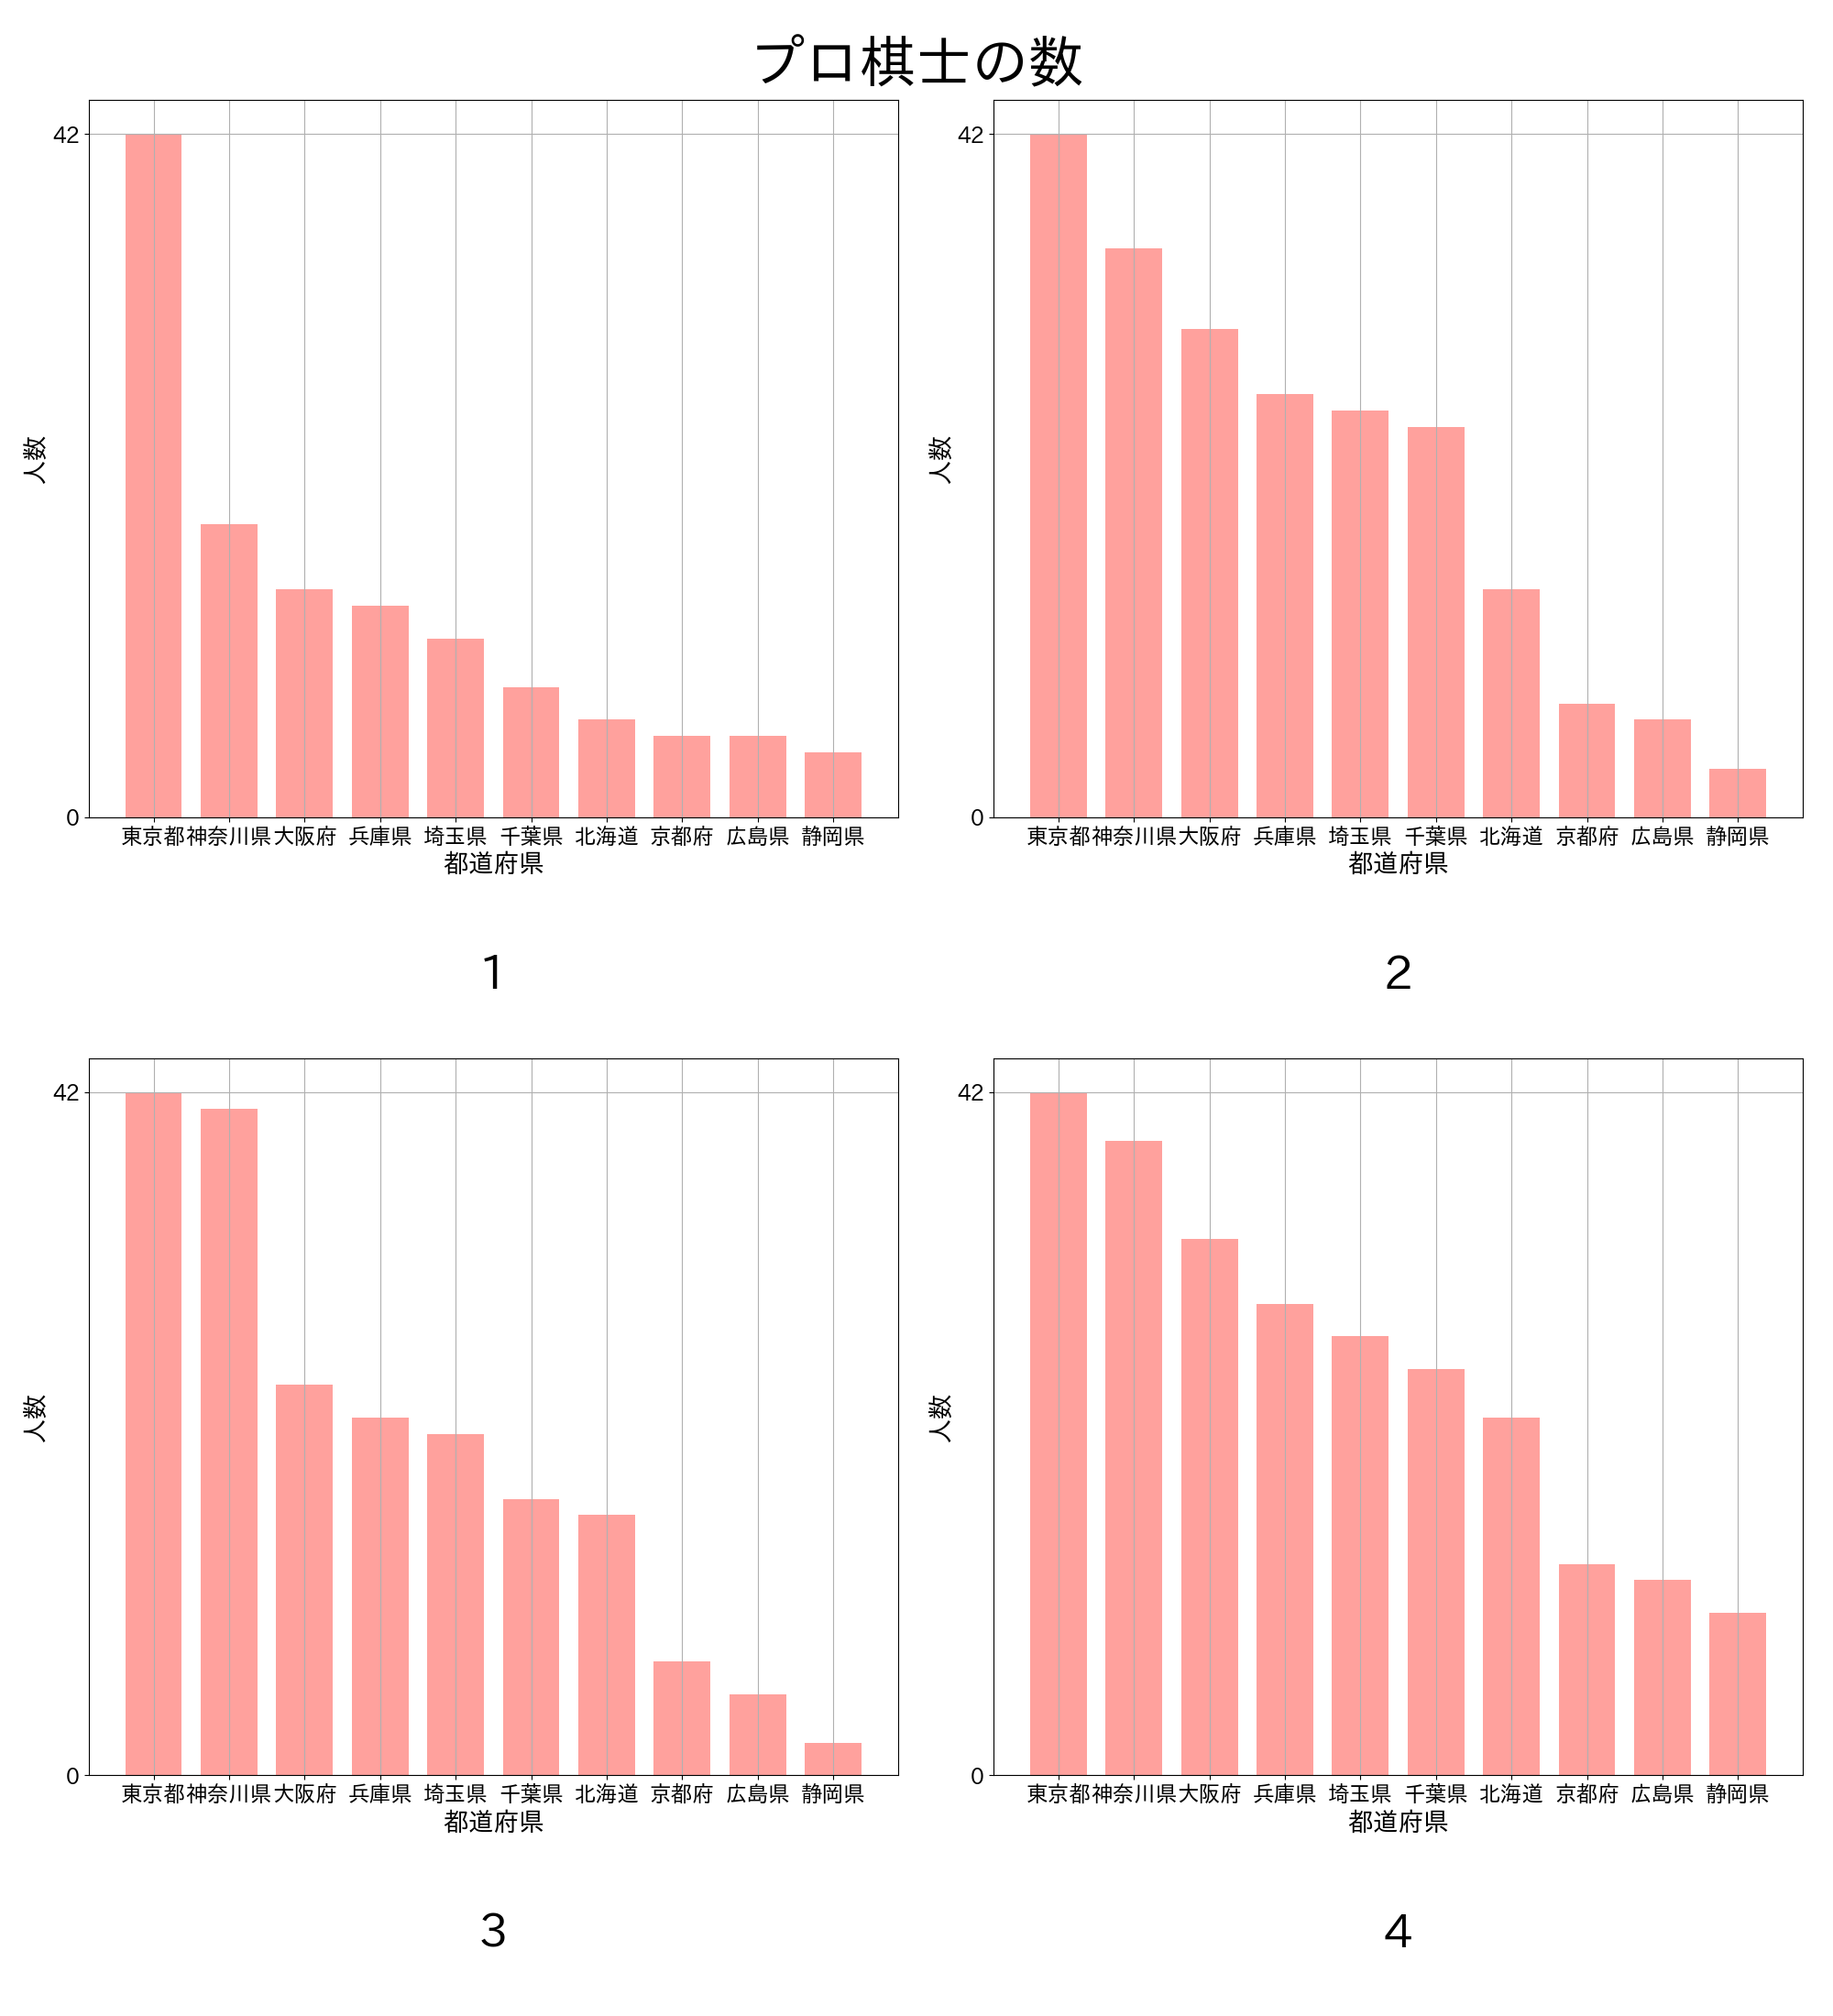 プロ棋士の数
42
0
人数
東京都 神奈川県 大阪府 兵庫県 埼玉県 千葉県 北海道 京都府 広島県 静岡県
都道府県
1
42
0
人数
東京都 神奈川県 大阪府 兵庫県 埼玉県 千葉県 北海道 京都府 広島県 静岡県
都道府県
2
42
0
人数
東京都 神奈川県 大阪府 兵庫県 埼玉県 千葉県 北海道 京都府 広島県 静岡県
都道府県
3
42
0
人数
東京都 神奈川県 大阪府 兵庫県 埼玉県 千葉県 北海道 京都府 広島県 静岡県
都道府県
4